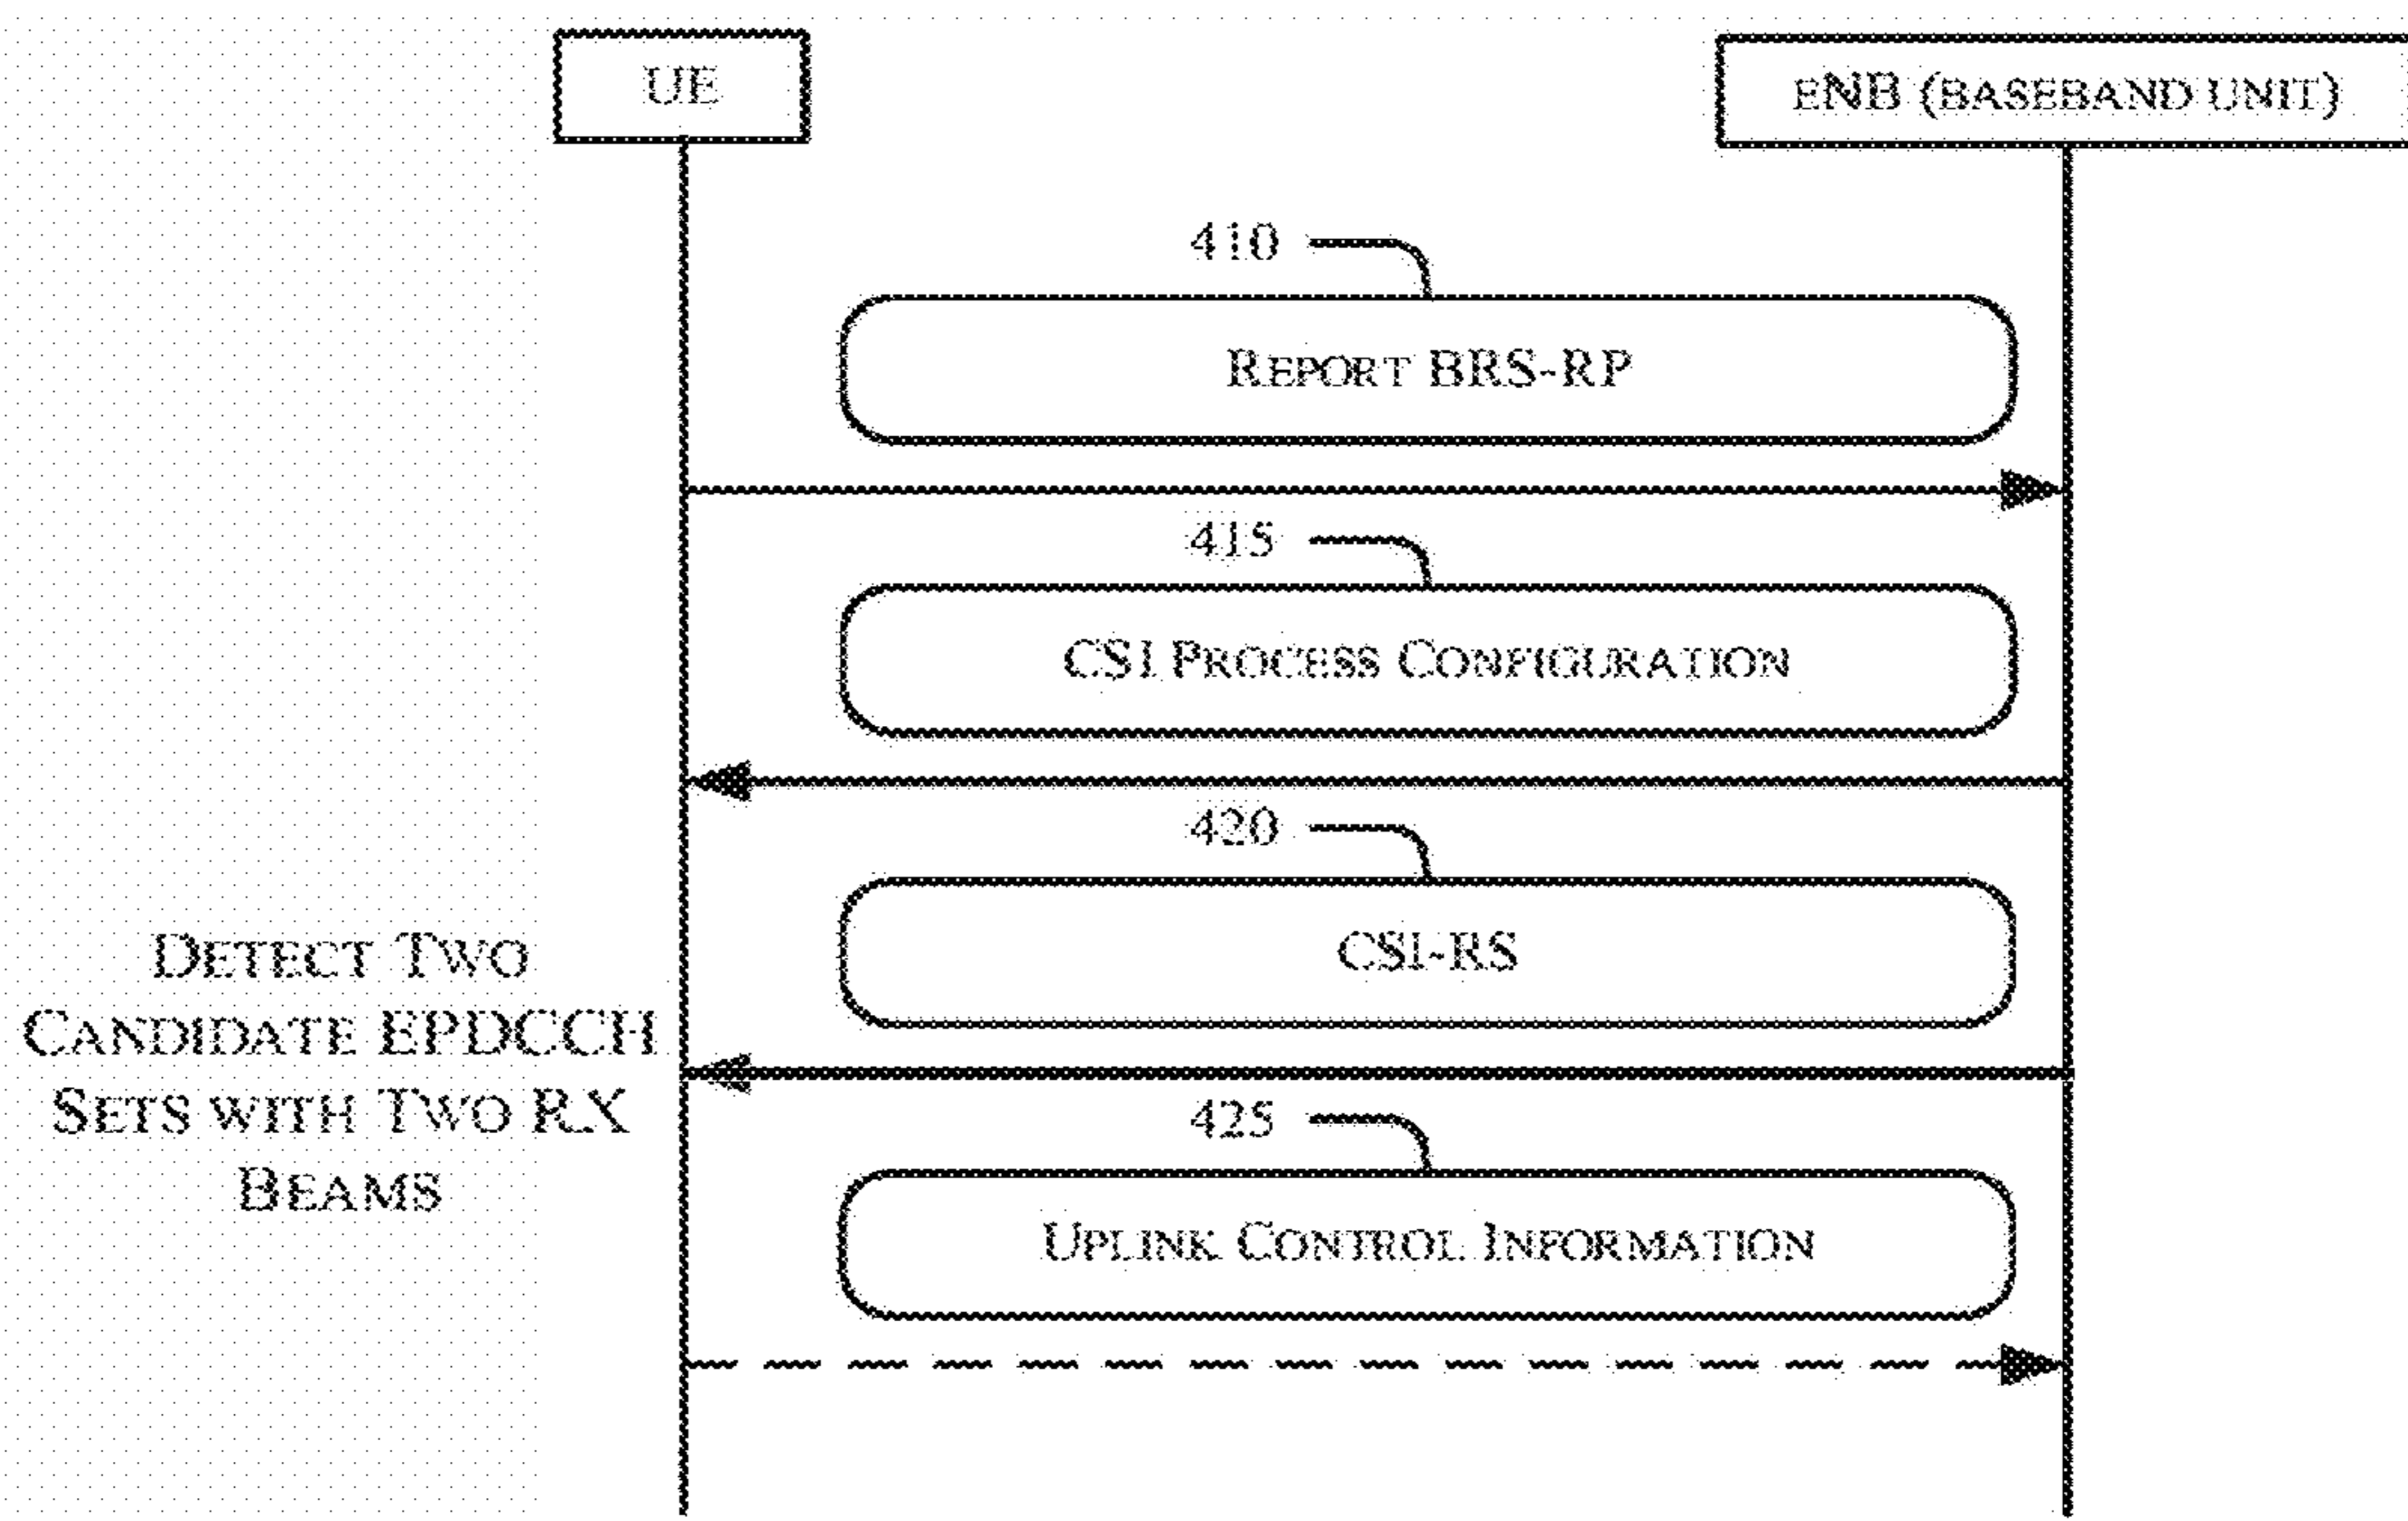 UE
eNB (BASEBAND UNIT)
410
REPORT BRS-RP
415
CSI PROCESS CONFIGURATION
420
CSI-RS
DETECT TWO
CANDIDATE EPDCCH
SETS WITH TWO RX
BEAMS
425
UPLINK CONTROL INFORMATION